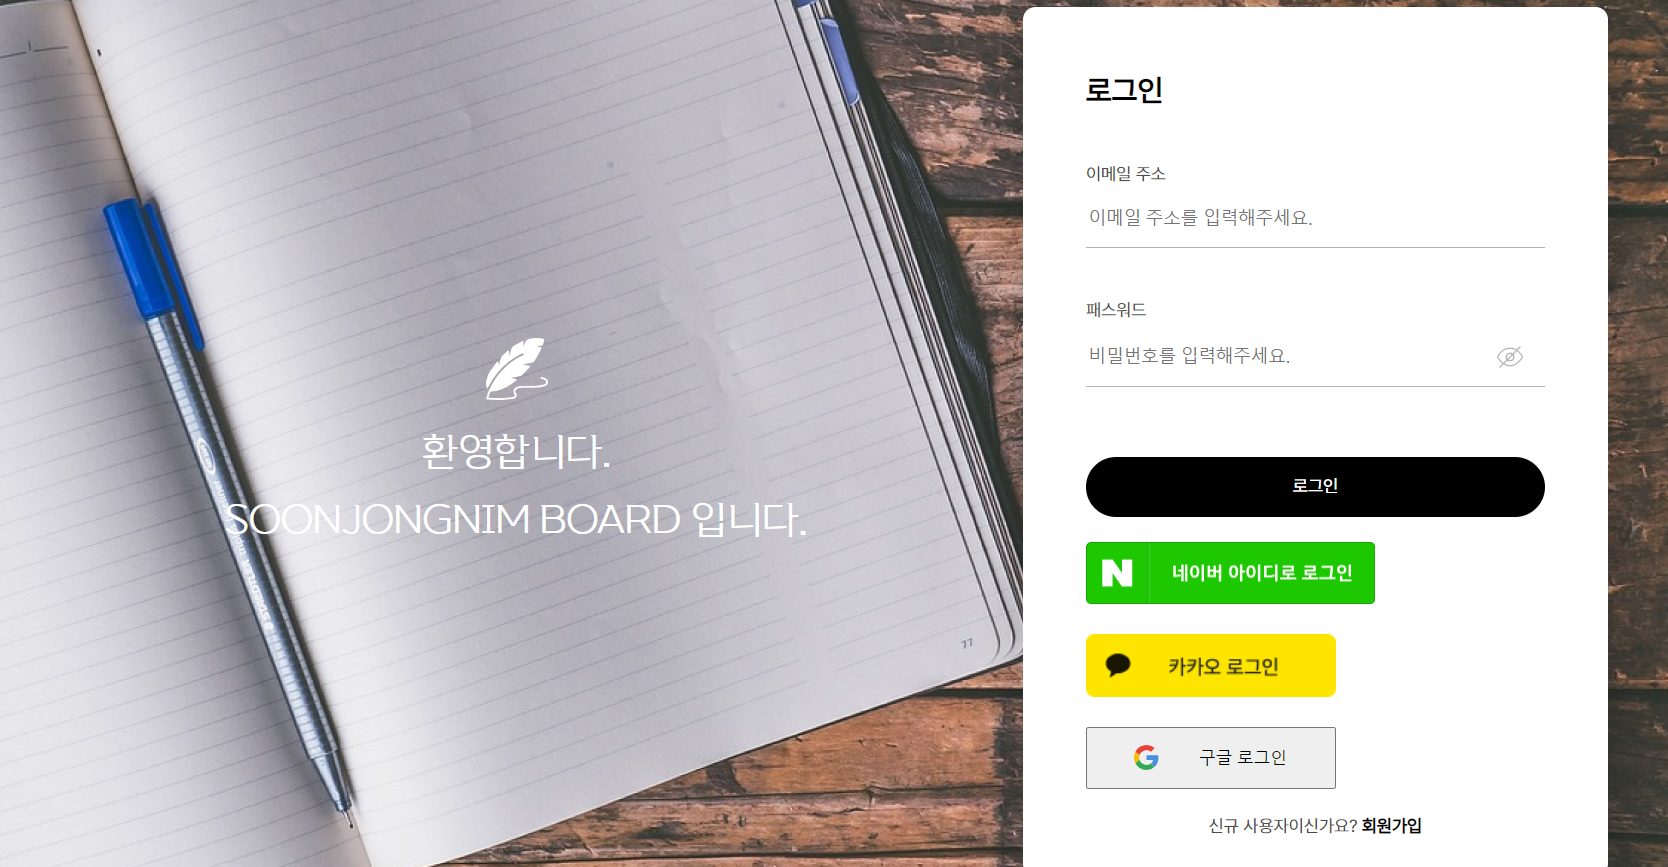 환영합니다.
SOONJONGNIM BOARD 입니다.
77
로그인
이메일 주소
이메일 주소를 입력해주세요.
패스워드
비밀번호를 입력해주세요.
로그인
네이버 아이디로 로그인
카카오 로그인
구글 로그인
신규 사용자이신가요? 회원가입